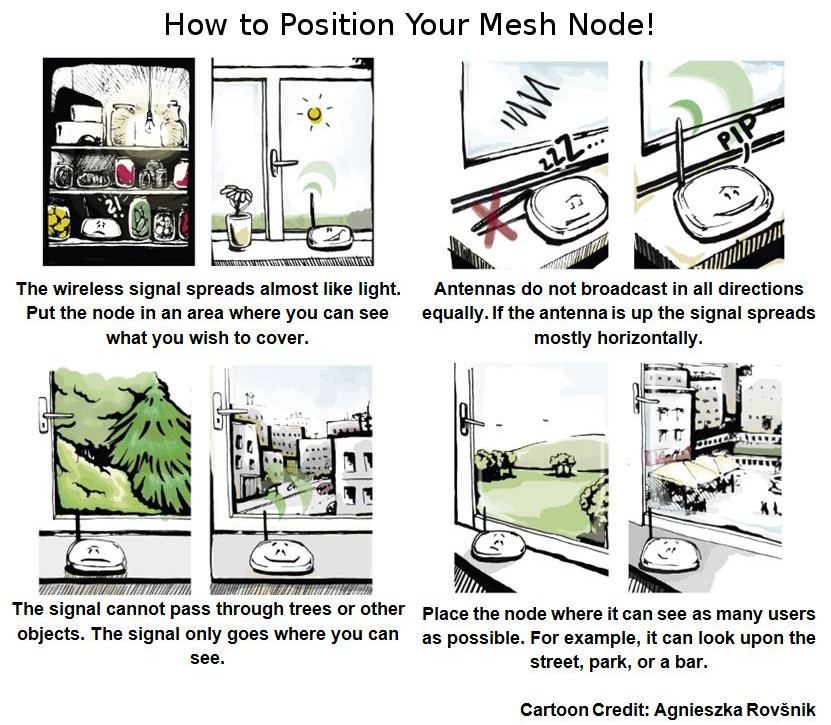 How to Position Your Mesh Node!
?!
The wireless signal spreads almost like light.
Put the node in an area where you can see
what you wish to cover.
zzZ...
PIP
Antennas do not broadcast in all directions
equally. If the antenna is up the signal spreads
mostly horizontally.
The signal cannot pass through trees or other
objects. The signal only goes where you can
see.
Place the node where it can see as many users
as possible. For example, it can look upon the
street, park, or a bar.
Cartoon Credit: Agnieszka Rovšnik